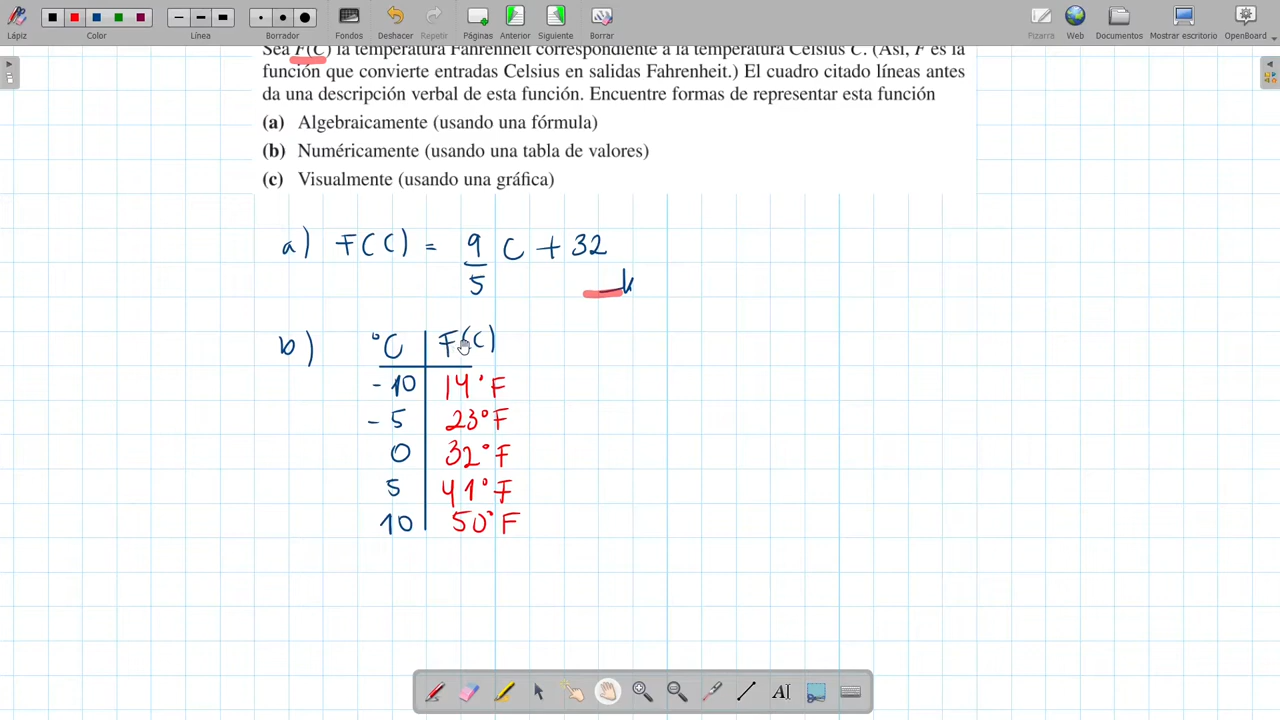 Lápiz Color Línea Borrador Fondos Deshacer Repetir Páginas Anterior Siguiente Borrar Pizarra Web Documentos Mostrar escritorio OpenBoard
Sea F(C) la temperatura Fahrenheit correspondiente a la temperatura Celsius C. (Así, F es la
función que convierte entradas Celsius en salidas Fahrenheit.) El cuadro citado líneas antes
da una descripción verbal de esta función. Encuentre formas de representar esta función
(a) Algebraicamente (usando una fórmula)
(b) Numéricamente (usando una tabla de valores)
(c) Visualmente (usando una gráfica)
a) F(C) = 9/5 C + 32
b) °C F(C)
-10 14°F
-5 23°F
0 32°F
5 41°F
10 50°F